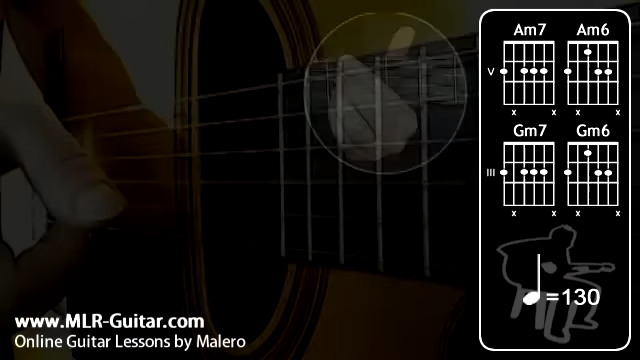 Am7 Am6
V
x x x x
Gm7 Gm6
III
x x x x
=130
www.MLR-Guitar.com
Online Guitar Lessons by Malero